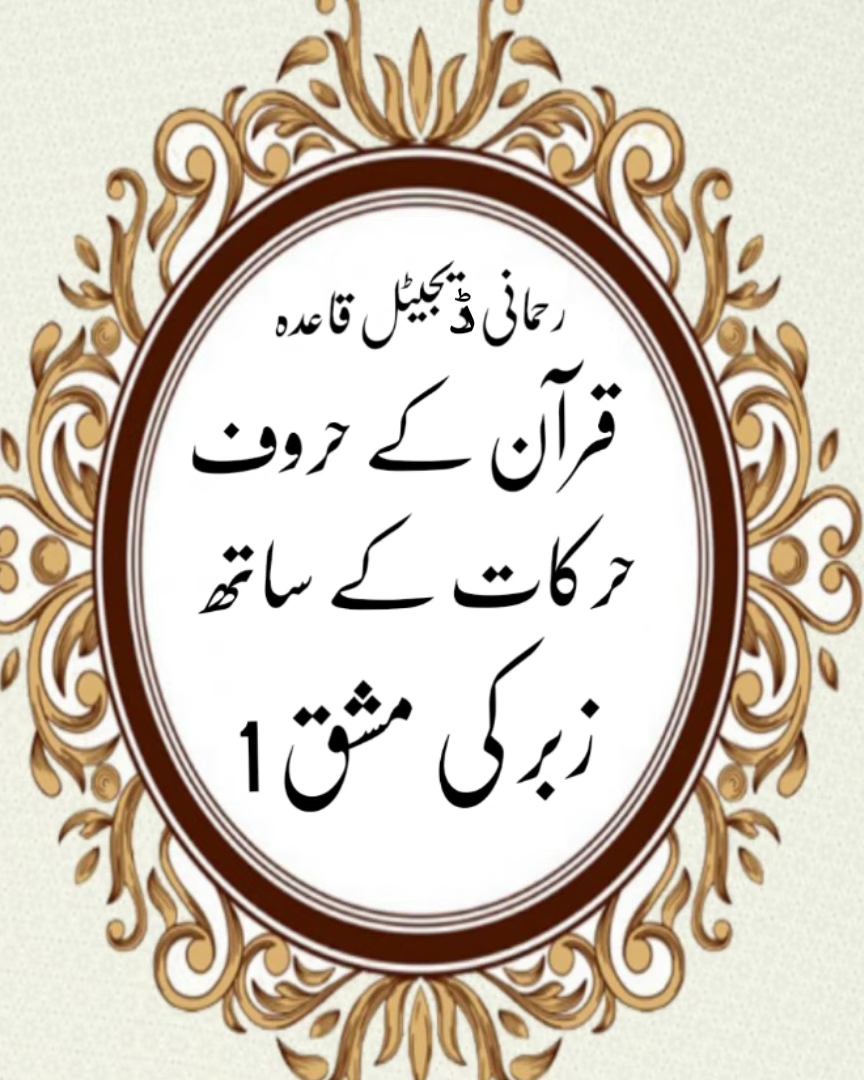 رحمانی ڈیجیٹل قاعدہ
قرآن کے حروف
حرکات کے ساتھ
زبر کی مشق 1